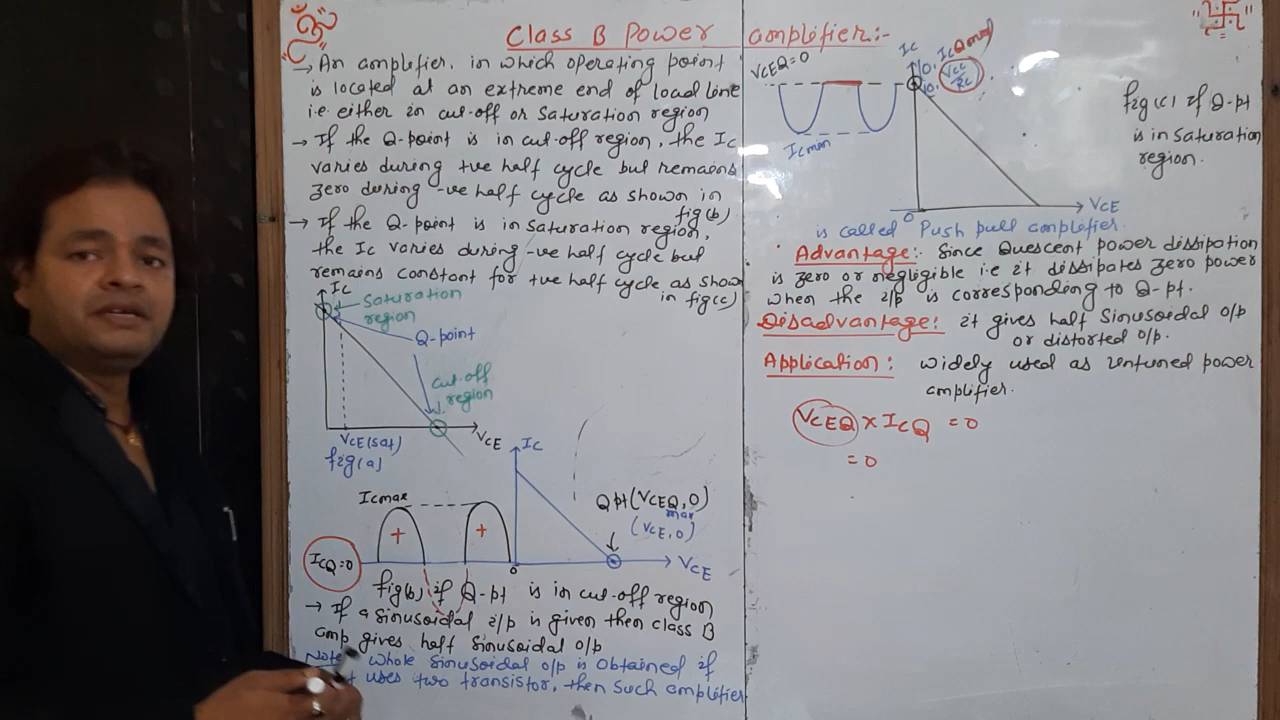 ॐ
Class B Power amplifier:-
→ An amplifier, in which operating point
is located at an extreme end of load line
i.e. either in cut-off or saturation region
→ If the Q-point is in cut-off region, the Ic
varies during +ve half cycle but remains
zero during -ve half cycle as shown in
fig(b)
→ If the Q-point is in saturation region,
the Ic varies during -ve half cycle but
remains constant for +ve half cycle as show
in fig(c)
Ic
Saturation
region
Q-point
cut-off
region
VCE(sat)
VCE
fig(a)
Ic
Icmax
+
+
ICQ=0
0
Q pt(VCEQ,0)
max
(VCE,0)
VCE
fig(b) if Q-pt is in cut-off region
→ If a sinusoidal i/p is given then class B
amp gives half sinusoidal o/p
Note: whole sinusoidal o/p is obtained if
uses two transistor, then such amplifier
VCEQ=0
Ic
(0, ICQmax)
(0, Vcc/Rc)
Icmax
0
VCE
fig(c) if Q-pt
is in saturation
region.
is called Push pull amplifier.
Advantage:- Since Quescent power dissipation
is zero or negligible i.e it dissipates zero power
when the i/p is corresponding to Q-pt.
Disadvantage: it gives half sinusoidal o/p
or distorted o/p.
Application: widely used as untuned power
amplifier.
VCEQ x ICQ = 0
= 0